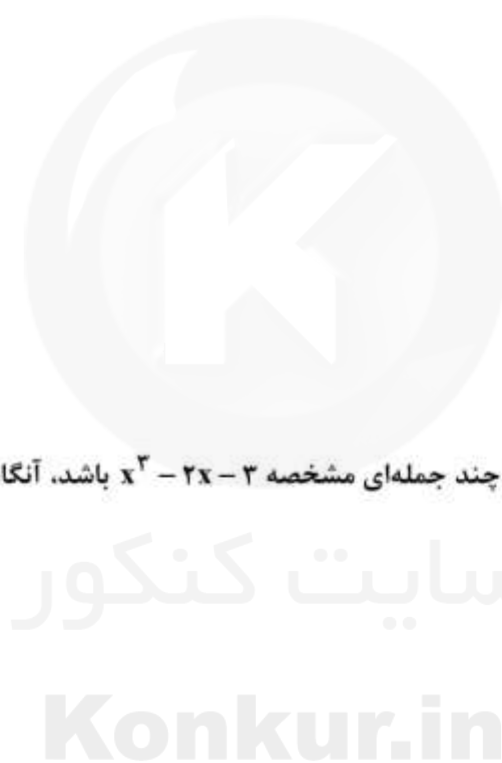 چند جمله‌ای مشخصه x³ − ۲x − ۳ باشد، آنگا
سایت کنکور
Konkur.in